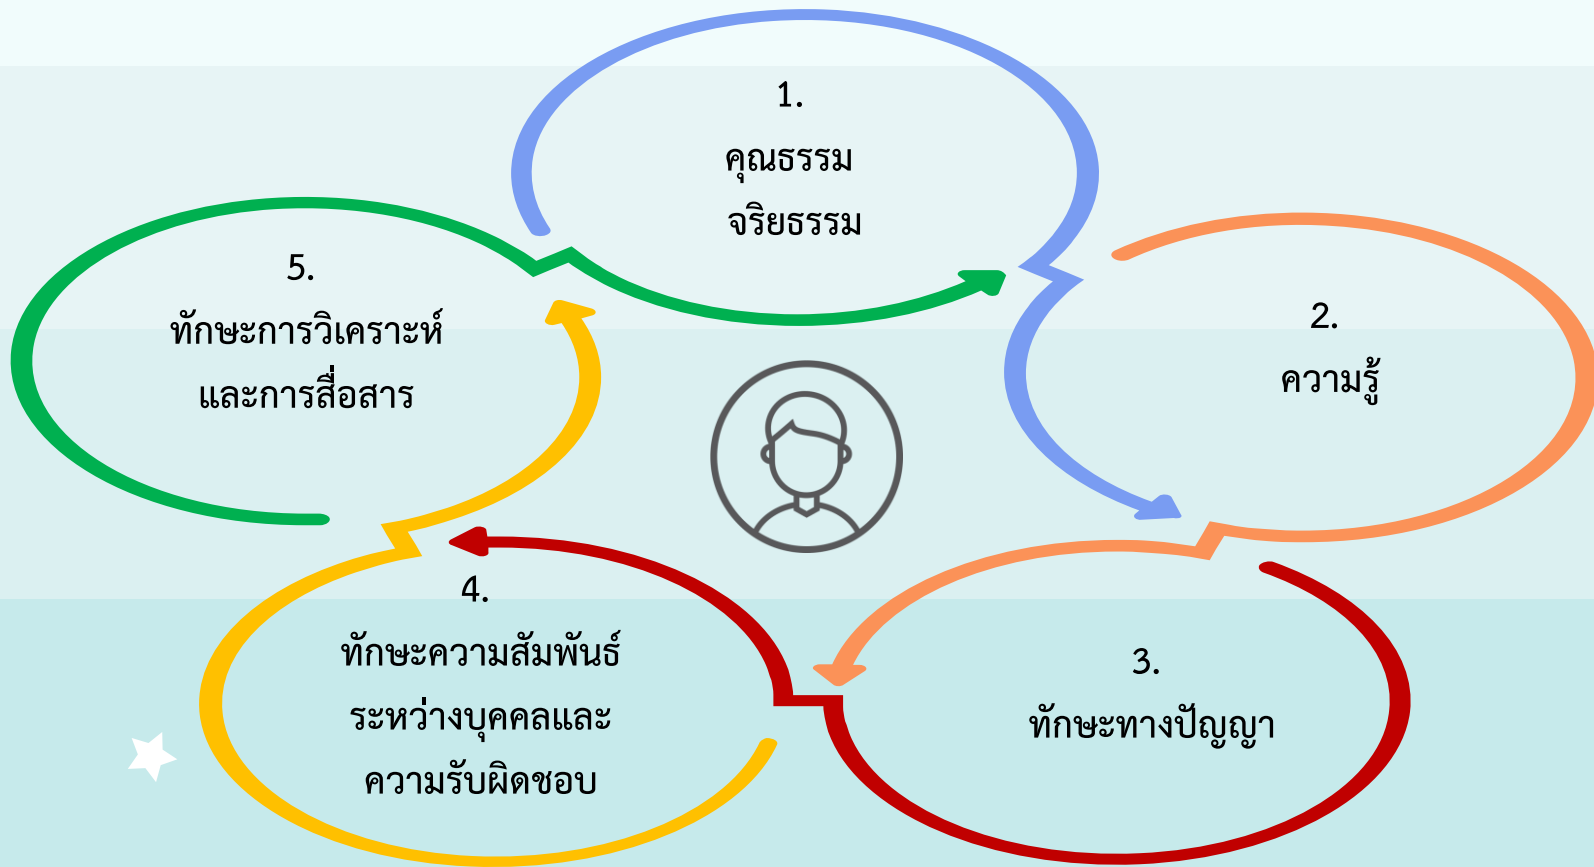 1.
คุณธรรม
จริยธรรม
2.
ความรู้
3.
ทักษะทางปัญญา
4.
ทักษะความสัมพันธ์
ระหว่างบุคคลและ
ความรับผิดชอบ
5.
ทักษะการวิเคราะห์
และการสื่อสาร